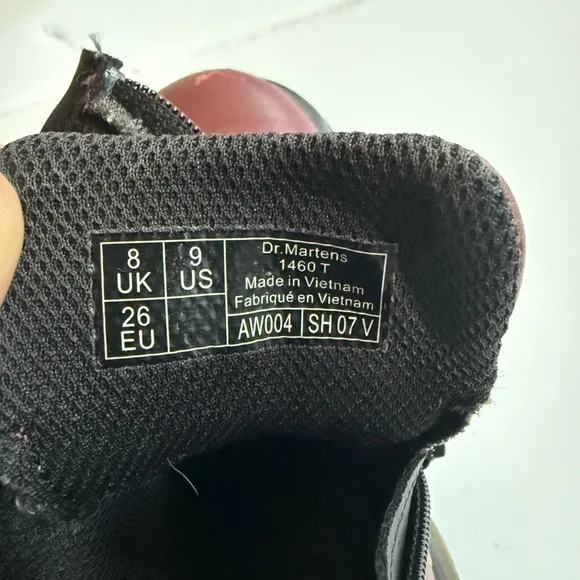 8
UK
9
US
26
EU
Dr.Martens
1460 T
Made in Vietnam
Fabriqué en Vietnam
AW004
SH 07 V